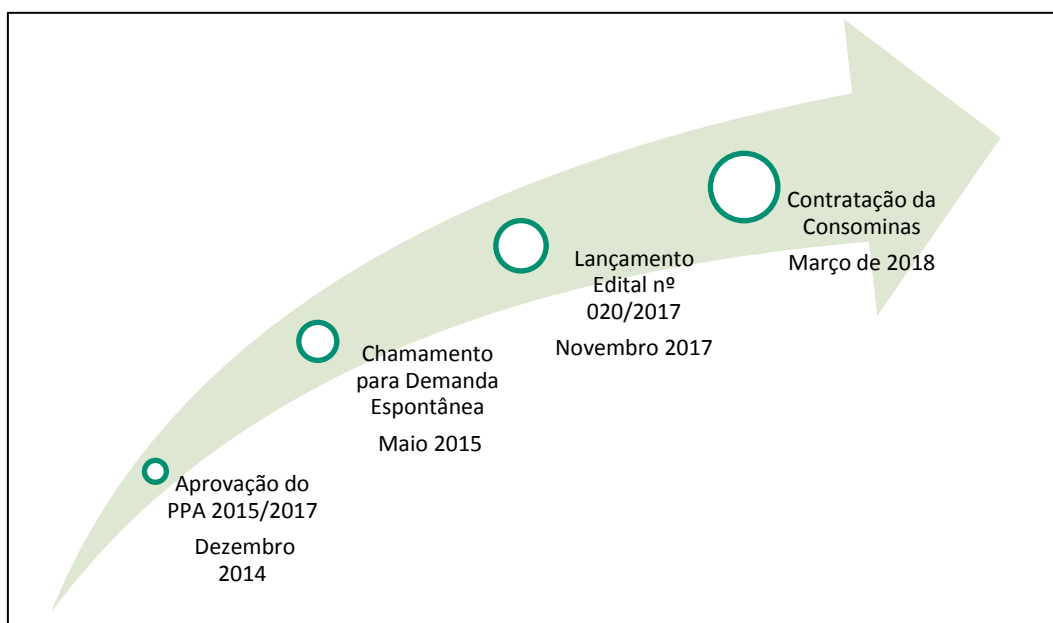 Aprovação do
PPA 2015/2017
Dezembro
2014
Chamamento
para Demanda
Espontânea
Maio 2015
Lançamento
Edital nº
020/2017
Novembro 2017
Contratação da
Consominas
Março de 2018